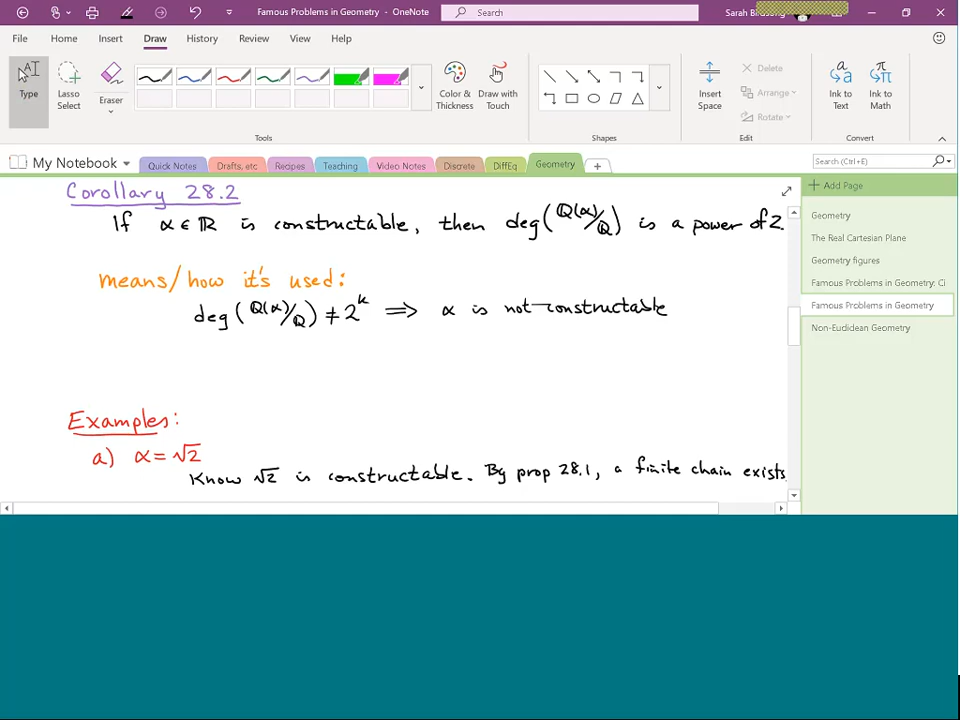 Famous Problems in Geometry - OneNote
Search
Sarah Birdsong
File Home Insert Draw History Review View Help
Type
Lasso Select
Eraser
Color & Thickness
Draw with Touch
Insert Space
Delete
Arrange
Rotate
Ink to Text
Ink to Math
Tools
Shapes
Edit
Convert
My Notebook
Quick Notes
Drafts, etc
Reapes
Teaching
Video Notes
Discrete
DiffEq
Geometry
Search (Ctrl+E)
Corollary 28.2
If α ∈ ℝ is constructable, then deg(ℚ(α)/ℚ) is a power of 2.
means/how it's used:
deg(ℚ(α)/ℚ) ≠ 2^k ⟹ α is not constructable
Examples:
a) α = √2
Know √2 is constructable. By prop 28.1, a finite chain exists
Add Page
Geometry
The Real Cartesian Plane
Geometry figures
Famous Problems in Geometry: Ci
Famous Problems in Geometry
Non-Euclidean Geometry